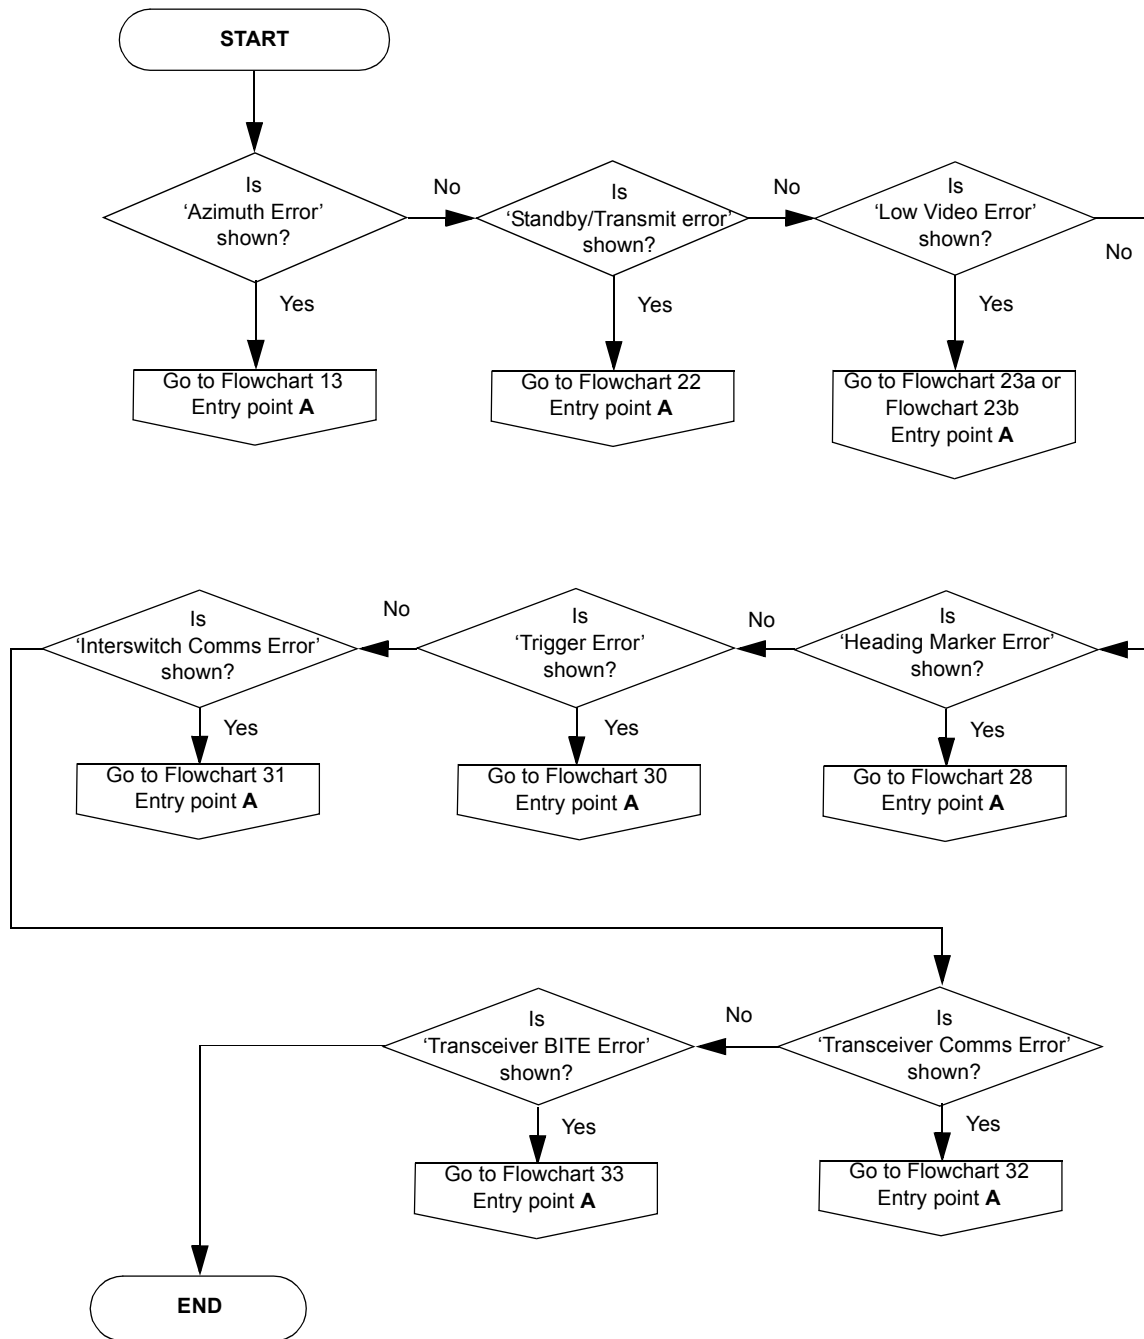 START
Is
‘Azimuth Error’
shown?
No
Is
‘Standby/Transmit error’
shown?
No
Is
‘Low Video Error’
shown?
No
Yes
Yes
Yes
Go to Flowchart 13
Entry point A
Go to Flowchart 22
Entry point A
Go to Flowchart 23a or
Flowchart 23b
Entry point A
Is
‘Interswitch Comms Error’
shown?
No
Is
‘Trigger Error’
shown?
No
Is
‘Heading Marker Error’
shown?
Yes
Yes
Yes
Go to Flowchart 31
Entry point A
Go to Flowchart 30
Entry point A
Go to Flowchart 28
Entry point A
Is
‘Transceiver BITE Error’
shown?
No
Is
‘Transceiver Comms Error’
shown?
Yes
Yes
Go to Flowchart 33
Entry point A
Go to Flowchart 32
Entry point A
END